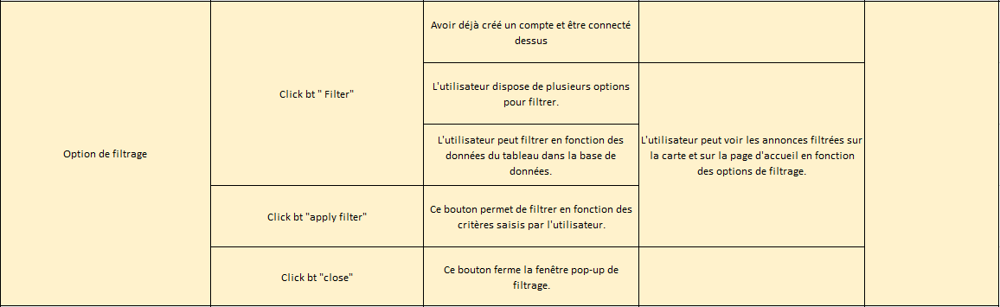 Avoir déjà créé un compte et être connecté
dessus
Click bt " Filter"
L'utilisateur dispose de plusieurs options
pour filtrer.
L'utilisateur peut filtrer en fonction des
données du tableau dans la base de
données.
L'utilisateur peut voir les annonces filtrées sur
la carte et sur la page d'accueil en fonction
des options de filtrage.
Option de filtrage
Click bt "apply filter"
Ce bouton permet de filtrer en fonction des
critères saisis par l'utilisateur.
Click bt "close"
Ce bouton ferme la fenêtre pop-up de
filtrage.